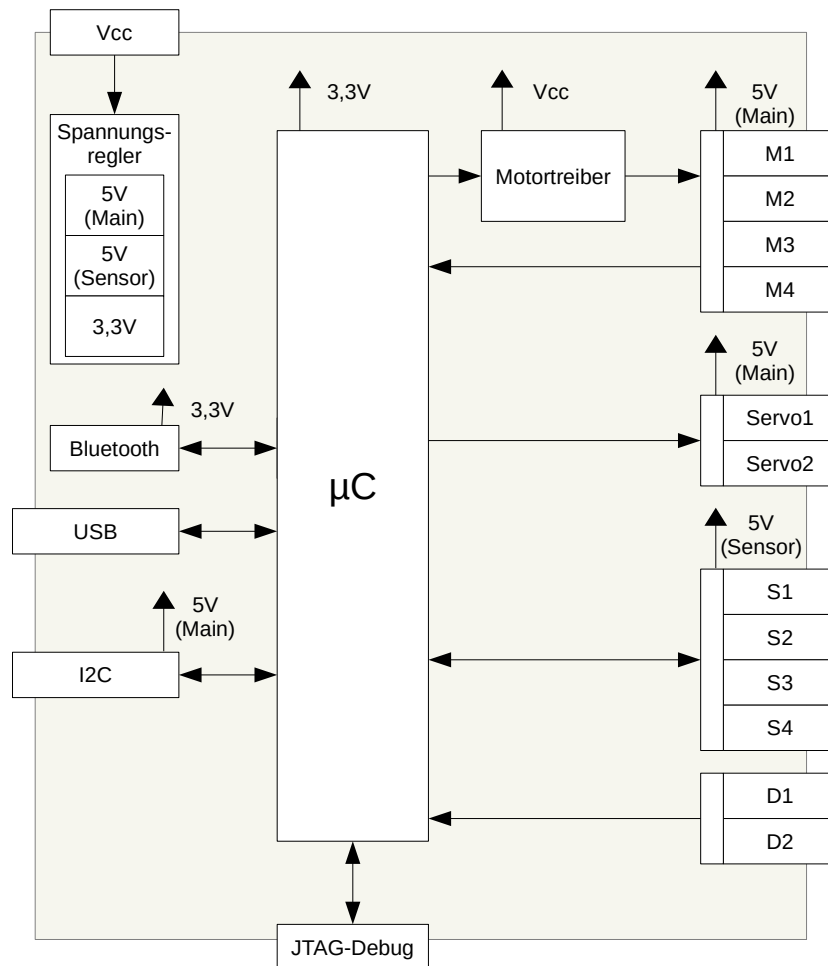 Vcc
Spannungs-
regler
5V
(Main)
5V
(Sensor)
3,3V
3,3V
Bluetooth
USB
5V
(Main)
I2C
3,3V
µC
JTAG-Debug
Vcc
Motortreiber
5V
(Main)
M1
M2
M3
M4
5V
(Main)
Servo1
Servo2
5V
(Sensor)
S1
S2
S3
S4
D1
D2